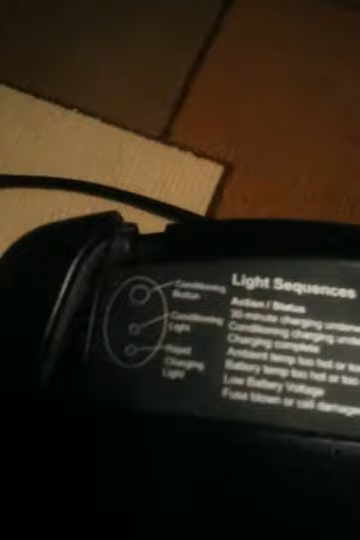 Conditioning
Button
Conditioning
Light
Rapid
Charging
Light
Light Sequences
Action / Status
30 minute charging
Conditioning charging
Charging complete
Ambient temp too hot or
Battery temp too hot or
Low Battery Voltage
Fuse blown or cell